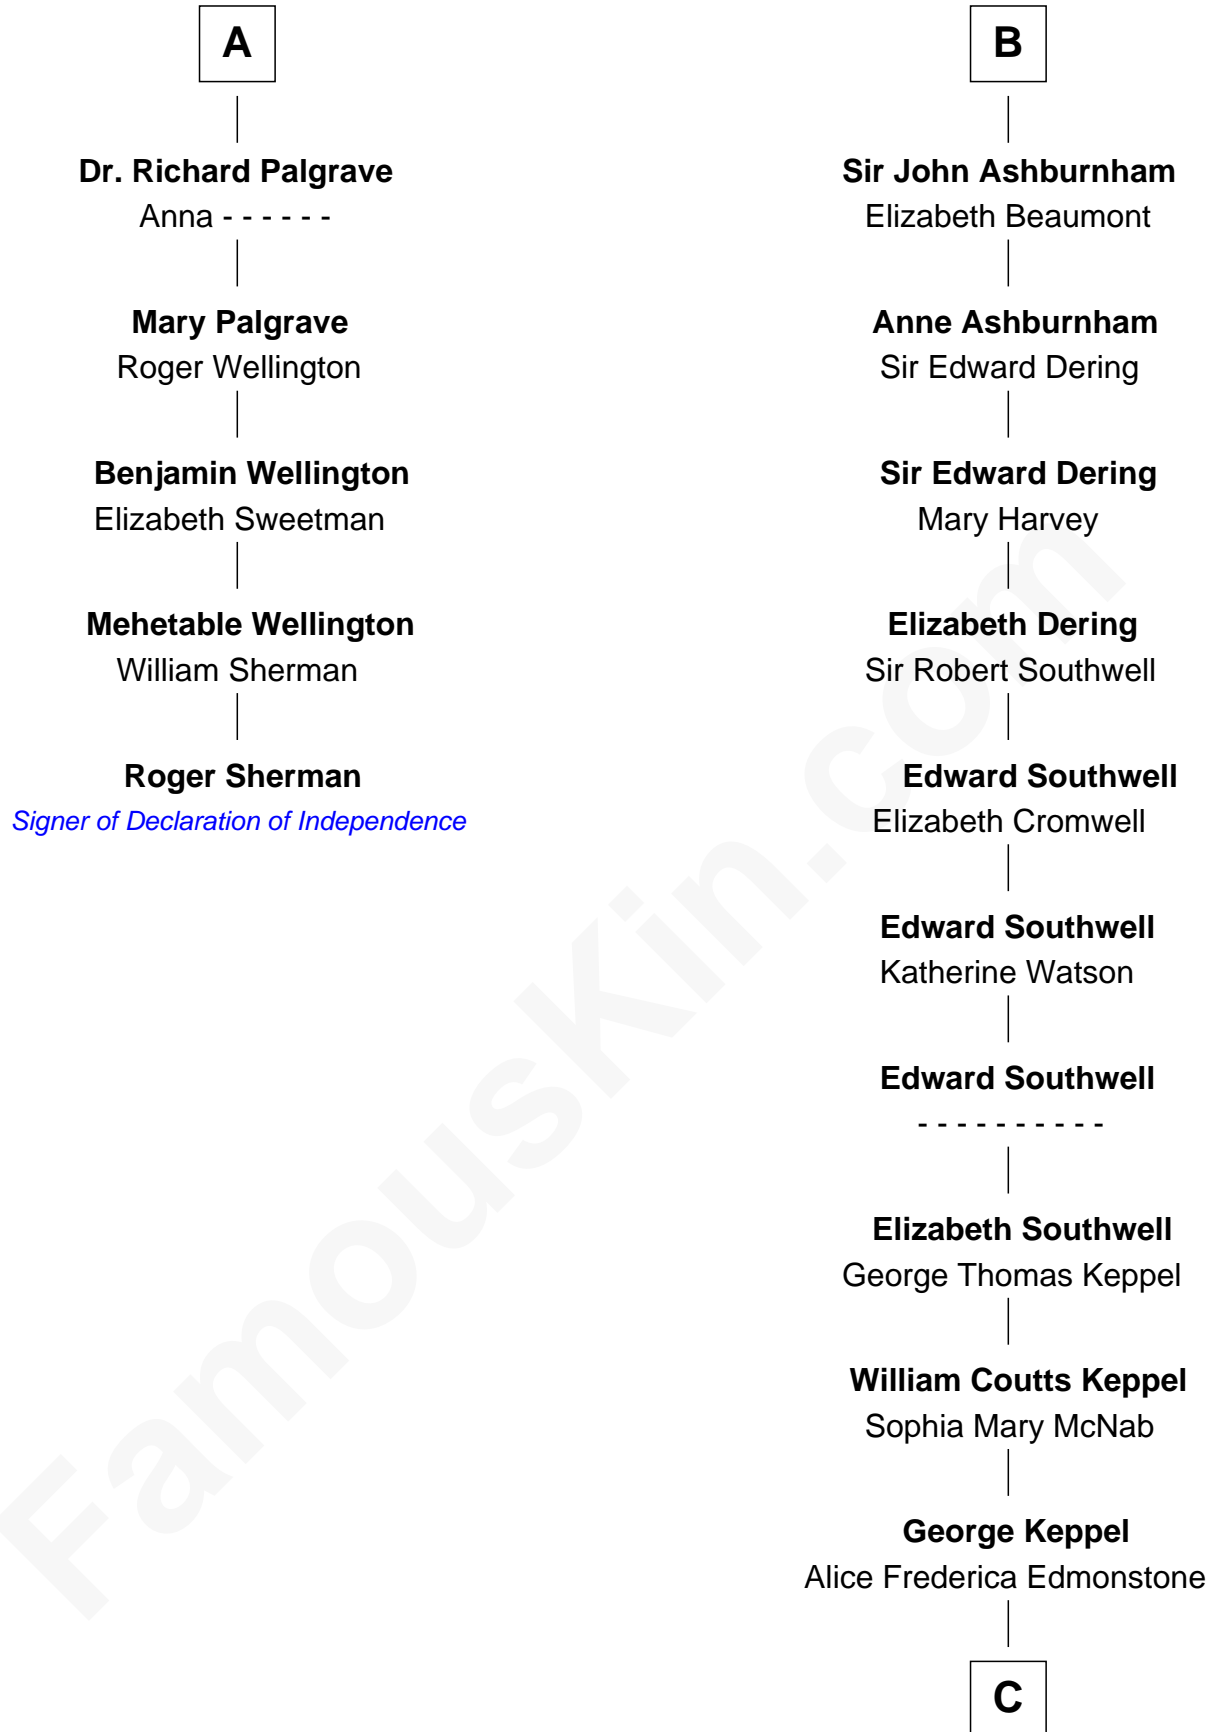 A
Dr. Richard Palgrave
Anna - - - - - -
Mary Palgrave
Roger Wellington
Benjamin Wellington
Elizabeth Sweetman
Mehetable Wellington
William Sherman
Roger Sherman
Signer of Declaration of Independence
B
Sir John Ashburnham
Elizabeth Beaumont
Anne Ashburnham
Sir Edward Dering
Sir Edward Dering
Mary Harvey
Elizabeth Dering
Sir Robert Southwell
Edward Southwell
Elizabeth Cromwell
Edward Southwell
Katherine Watson
Edward Southwell
- - - - - - - - - -
Elizabeth Southwell
George Thomas Keppel
William Coutts Keppel
Sophia Mary McNab
George Keppel
Alice Frederica Edmonstone
C
FamousKin.com